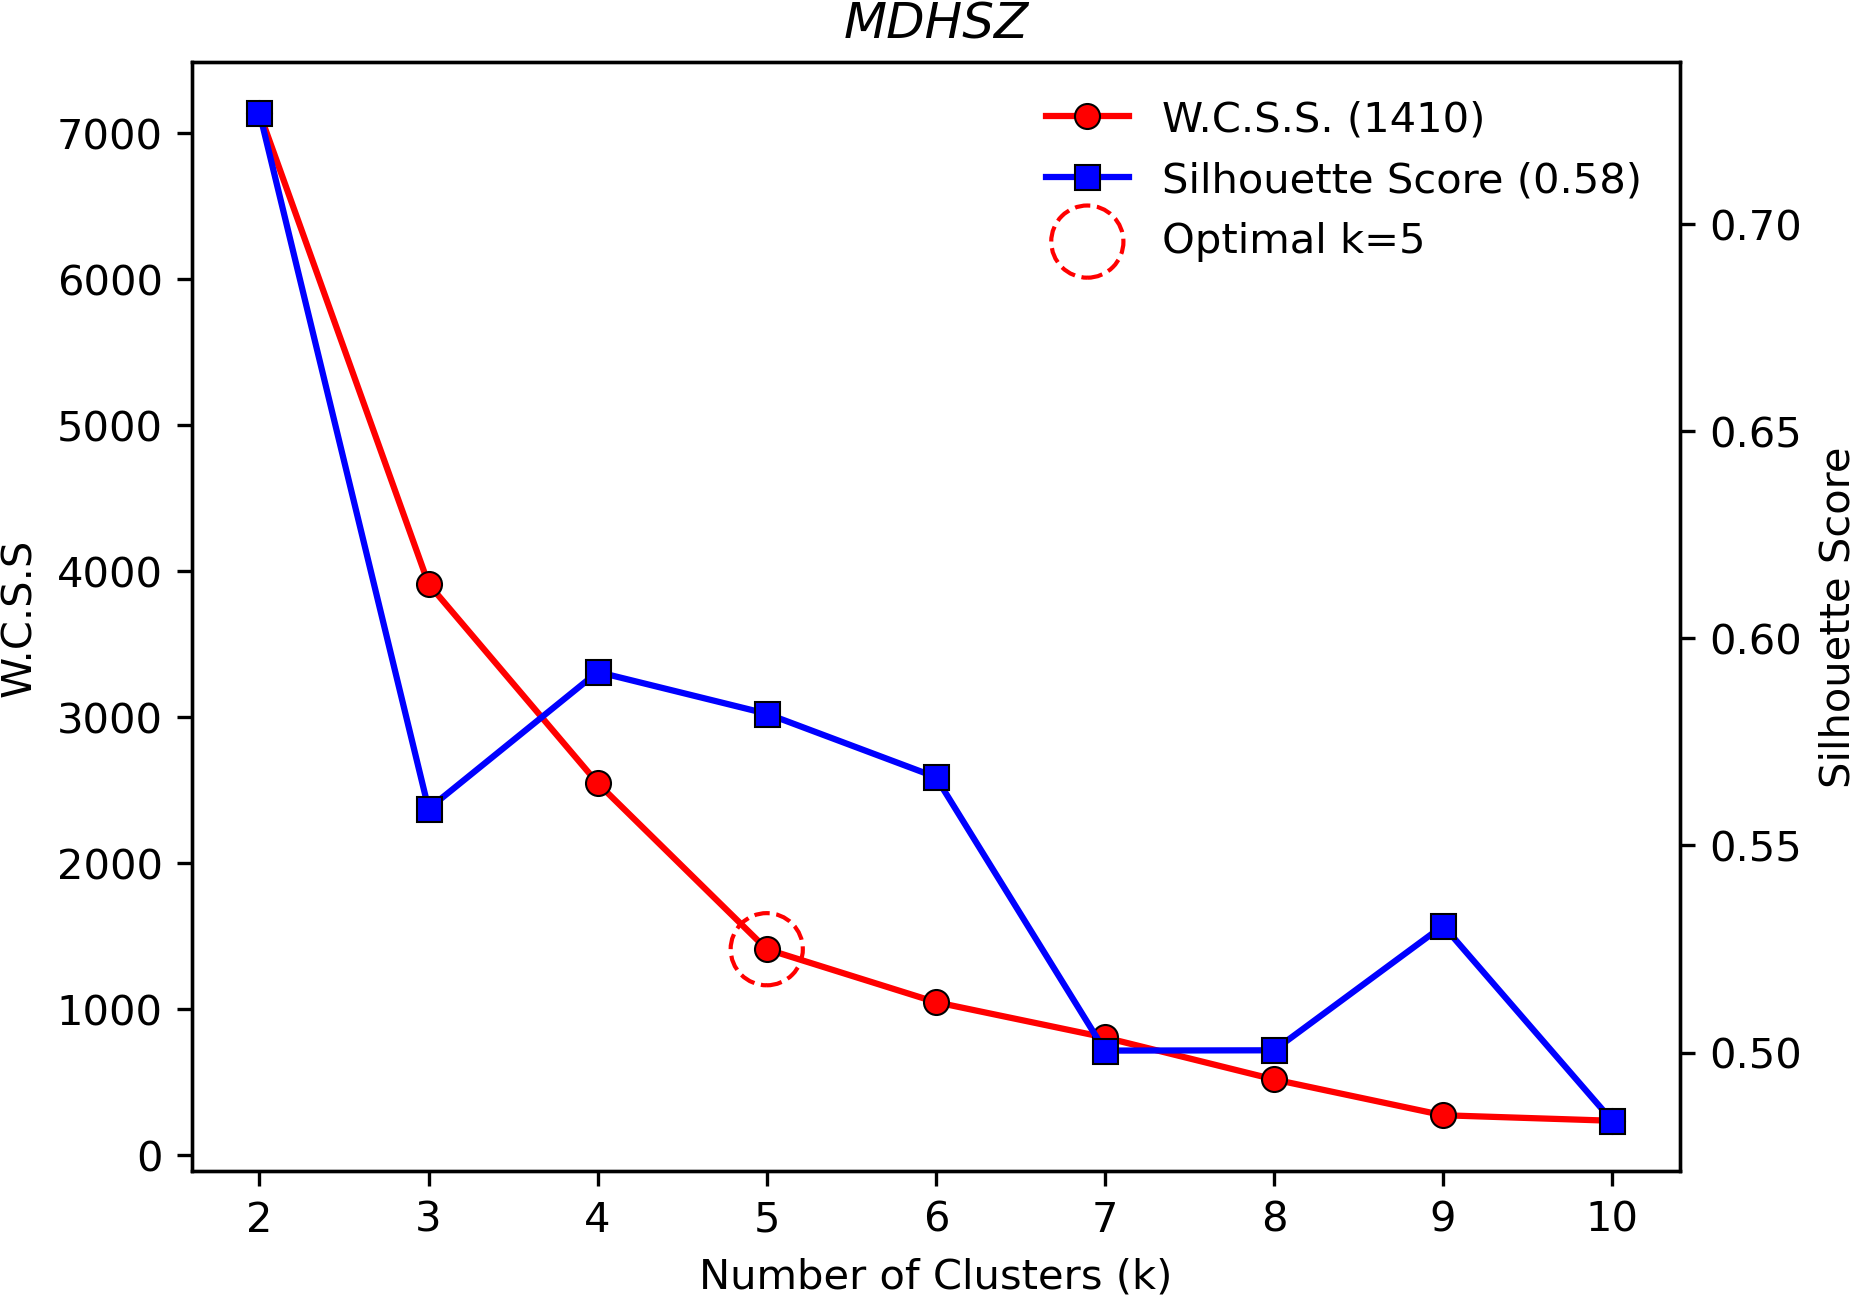 MDHSZ
W.C.S.S. (1410)
Silhouette Score (0.58)
Optimal k=5
7000
6000
5000
4000
3000
2000
1000
0
W.C.S.S
0.70
0.65
0.60
0.55
0.50
Silhouette Score
2 3 4 5 6 7 8 9 10
Number of Clusters (k)